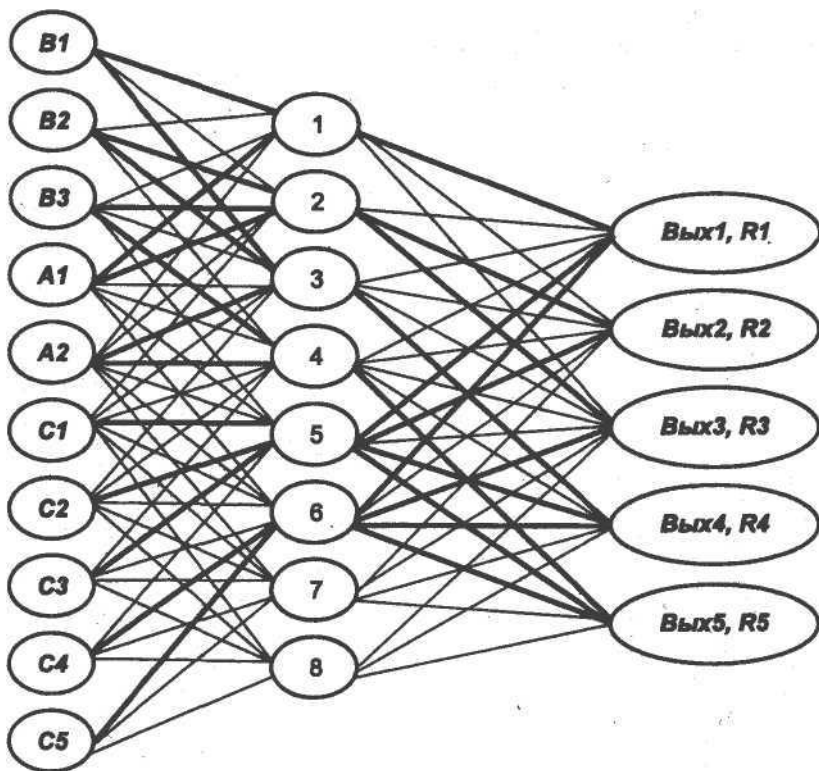 B1
B2
B3
A1
A2
C1
C2
C3
C4
C5
1
2
3
4
5
6
7
8
Вых1, R1
Вых2, R2
Вых3, R3
Вых4, R4
Вых5, R5